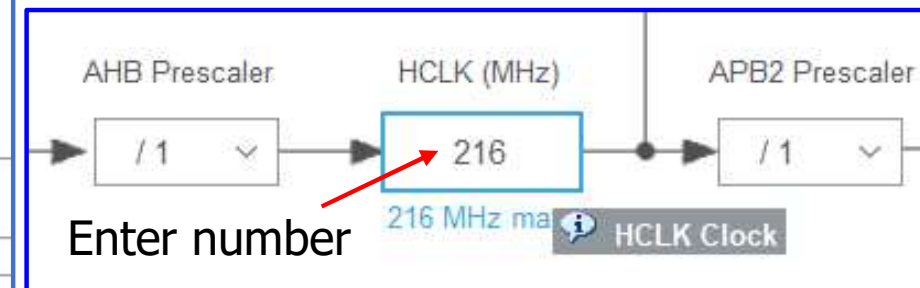 AHB Prescaler HCLK (MHz) APB2 Prescaler
/ 1 216 / 1
216 MHz ma HCLK Clock
Enter number